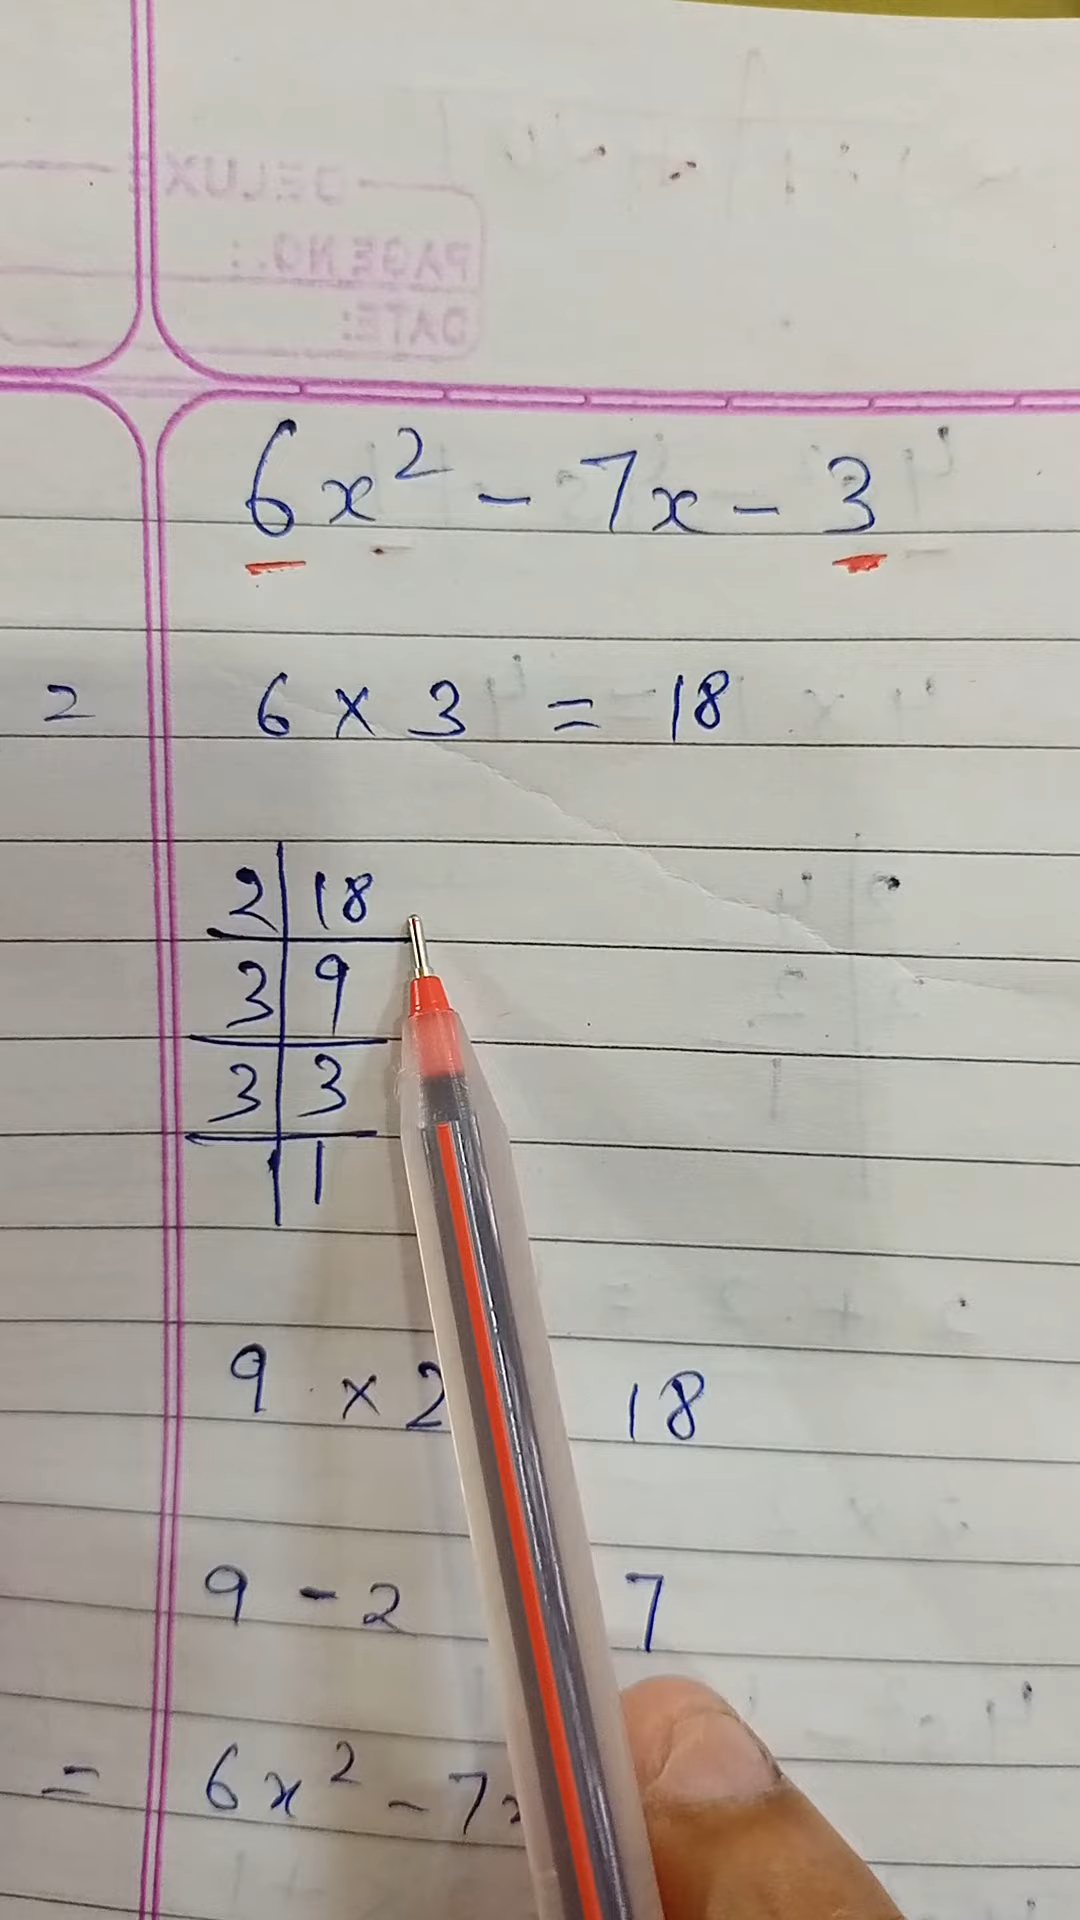 DELUXE
PAGE NO.:
DATE:
6x² - 7x - 3
= 6 × 3 = 18
2 | 18
3 | 9
3 | 3
| 1
9 × 2 18
9 - 2 7
= 6x² - 7x